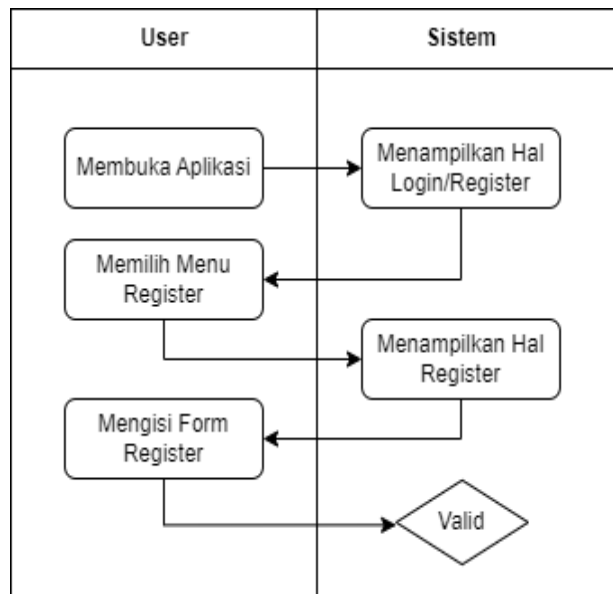 User
Sistem
Membuka Aplikasi
Menampilkan Hal
Login/Register
Memilih Menu
Register
Menampilkan Hal
Register
Mengisi Form
Register
Valid